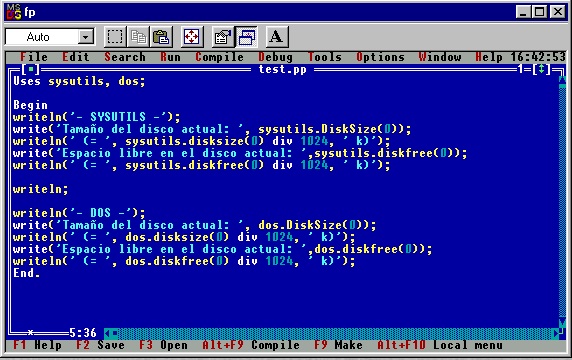 MS DOS fp
Auto A
File Edit Search Run Compile Debug Tools Options Window Help 16:42:53
[■] test.pp 1=[↕]
Uses sysutils, dos;

Begin
writeln('- SYSUTILS -');
write('Tamaño del disco actual: ', sysutils.DiskSize(0));
writeln(' (= ', sysutils.disksize(0) div 1024, ' k)');
write('Espacio libre en el disco actual: ',sysutils.diskfree(0));
writeln(' (= ', sysutils.diskfree(0) div 1024, ' k)');

writeln;

writeln('- DOS -');
write('Tamaño del disco actual: ', dos.DiskSize(0));
writeln(' (= ', dos.disksize(0) div 1024, ' k)');
write('Espacio libre en el disco actual: ',dos.diskfree(0));
writeln(' (= ', dos.diskfree(0) div 1024, ' k)');
End.
* 5:36
F1 Help F2 Save F3 Open Alt+F9 Compile F9 Make Alt+F10 Local menu